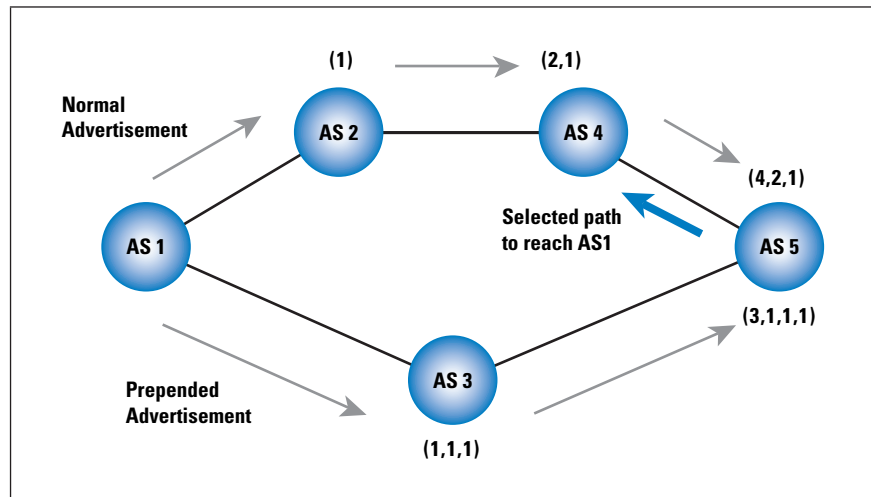 (1)
(2,1)
Normal
Advertisement
AS 2
AS 4
(4,2,1)
Selected path
to reach AS1
AS 1
AS 5
(3,1,1,1)
AS 3
Prepended
Advertisement
(1,1,1)